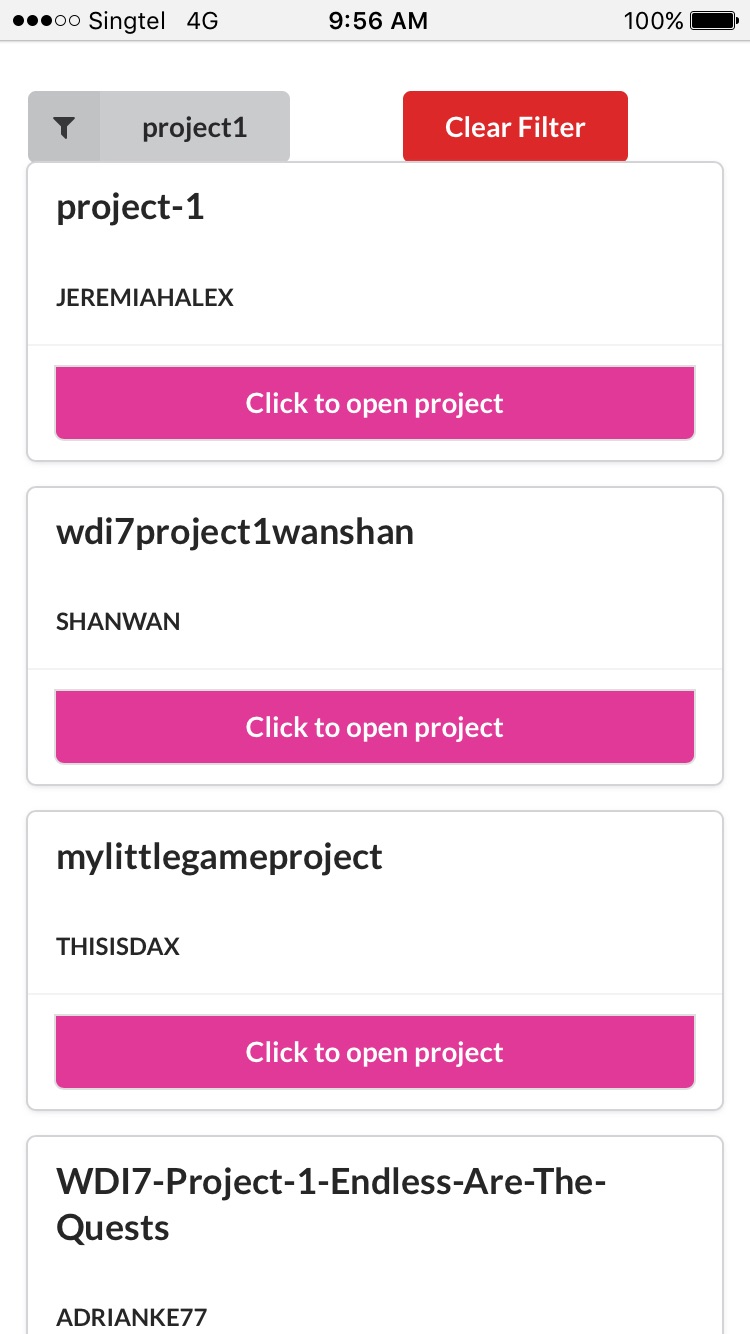 Singtel 4G 9:56 AM 100%
project1 Clear Filter
project-1
JEREMIAHALEX
Click to open project
wdi7project1wanshan
SHANWAN
Click to open project
mylittlegameproject
THISISDAX
Click to open project
WDI7-Project-1-Endless-Are-The-
Quests
ADRIANKE77